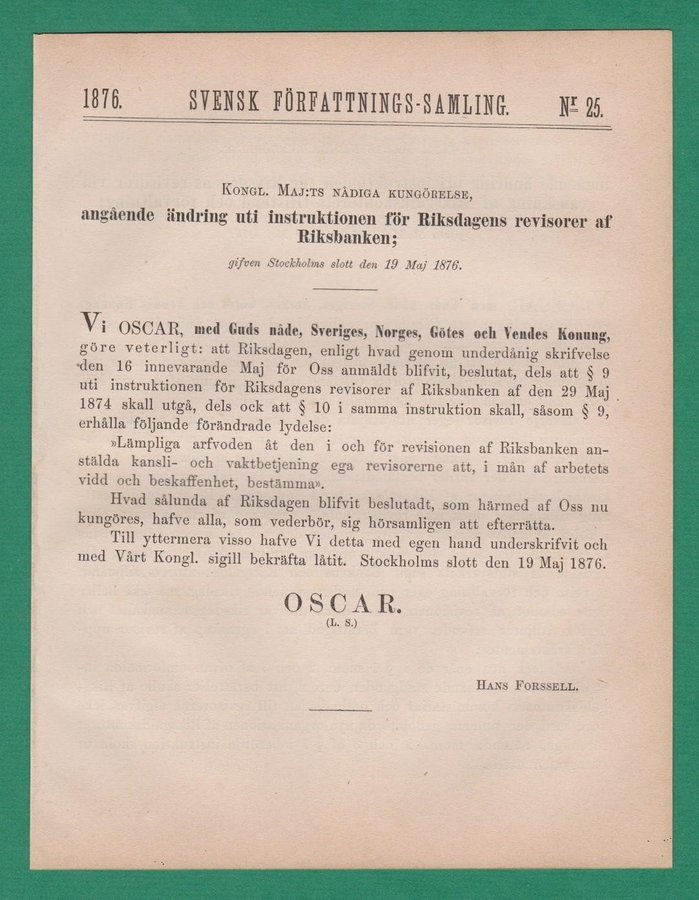 1876. SVENSK FÖRFATTNINGS-SAMLING. Nr 25.
KONGL. MAJ:TS NÅDIGA KUNGÖRELSE,
angående ändring uti instruktionen för Riksdagens revisorer af
Riksbanken;
gifven Stockholms slott den 19 Maj 1876.
Vi OSCAR, med Guds nåde, Sveriges, Norges, Götes och Vendes Konung,
göre veterligt: att Riksdagen, enligt hvad genom underdånig skrifvelse
den 16 innevarande Maj för Oss anmäldt blifvit, beslutat, dels att § 9
uti instruktionen för Riksdagens revisorer af Riksbanken af den 29 Maj
1874 skall utgå, dels ock att § 10 i samma instruktion skall, såsom § 9,
erhålla följande förändrade lydelse:
»Lämpliga arfvoden åt den i och för revisionen af Riksbanken an-
stälda kansli- och vaktbetjening ega revisorerne att, i mån af arbetets
vidd och beskaffenhet, bestämma».
Hvad sålunda af Riksdagen blifvit beslutadt, som härmed af Oss nu
kungöres, hafve alla, som vederbör, sig hörsamligen att efterrätta.
Till yttermera visso hafve Vi detta med egen hand underskrifvit och
med Vårt Kongl. sigill bekräfta låtit. Stockholms slott den 19 Maj 1876.
OSCAR.
(L. S.)
HANS FORSSELL.